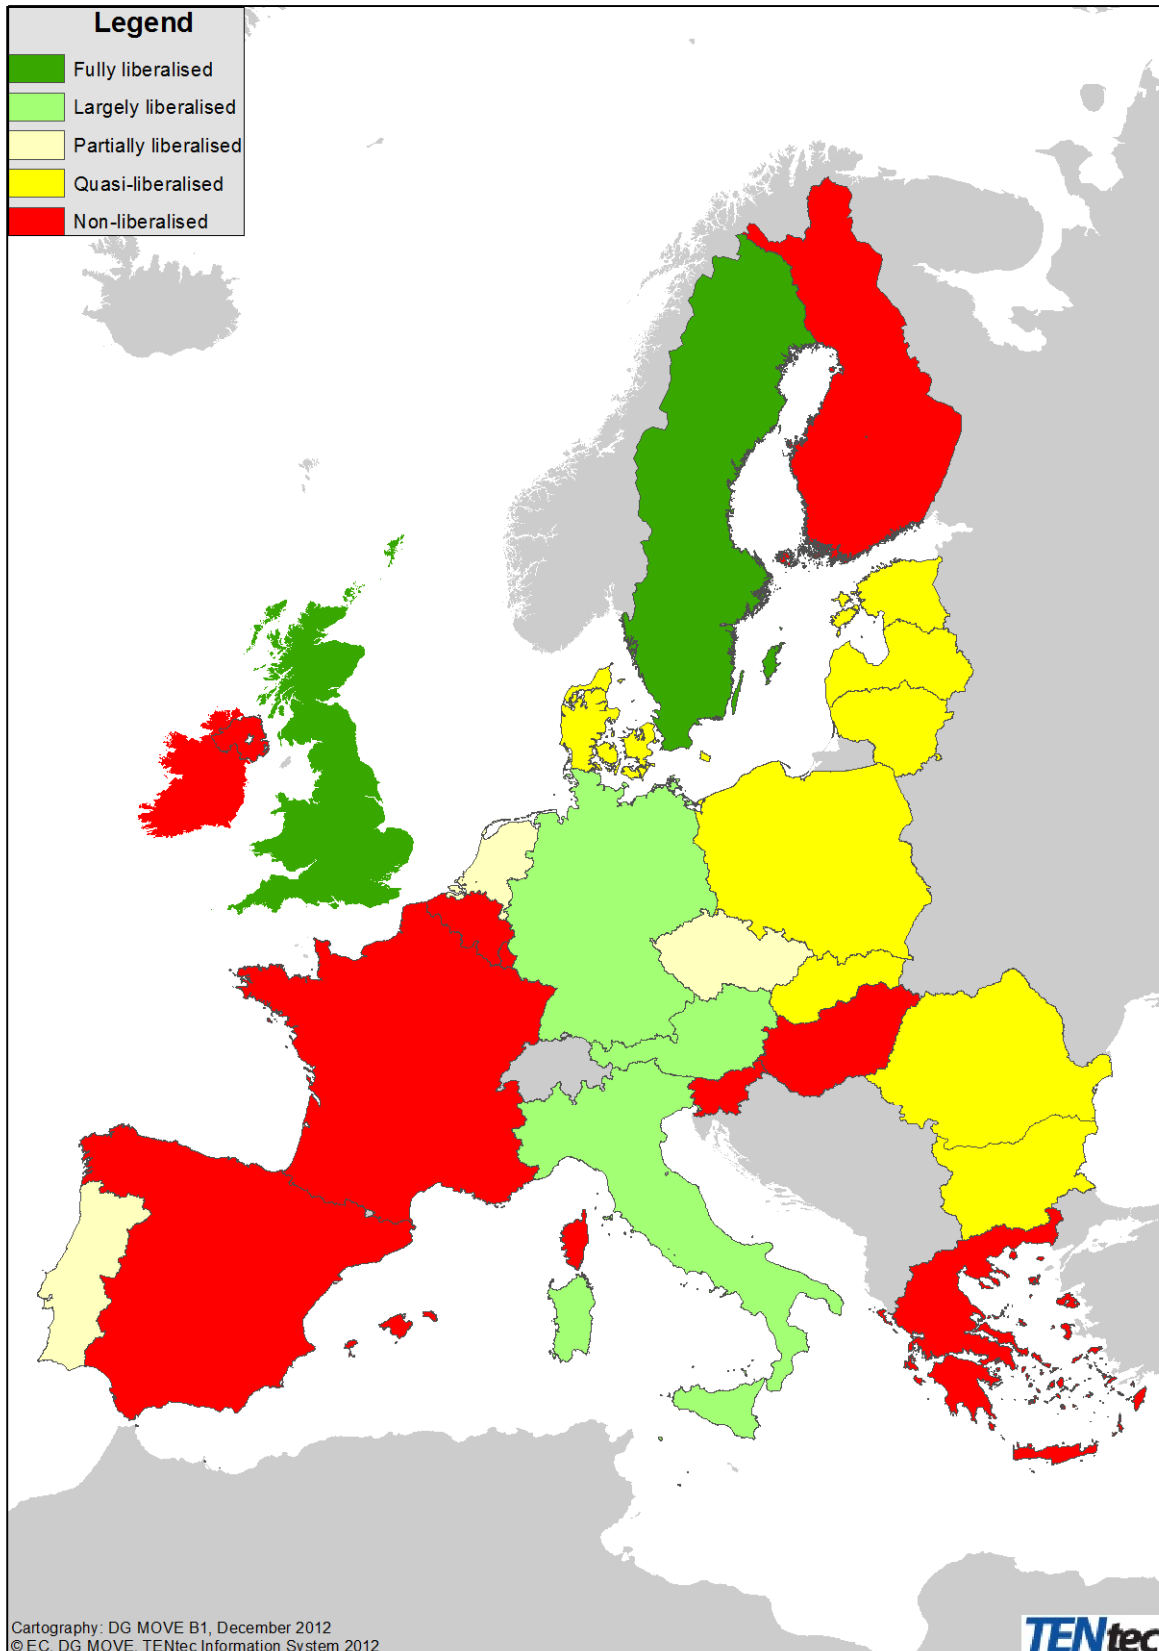 Legend
Fully liberalised
Largely liberalised
Partially liberalised
Quasi-liberalised
Non-liberalised
Cartography: DG MOVE B1, December 2012
© EC, DG MOVE, TENtec Information System 2012
TENtec